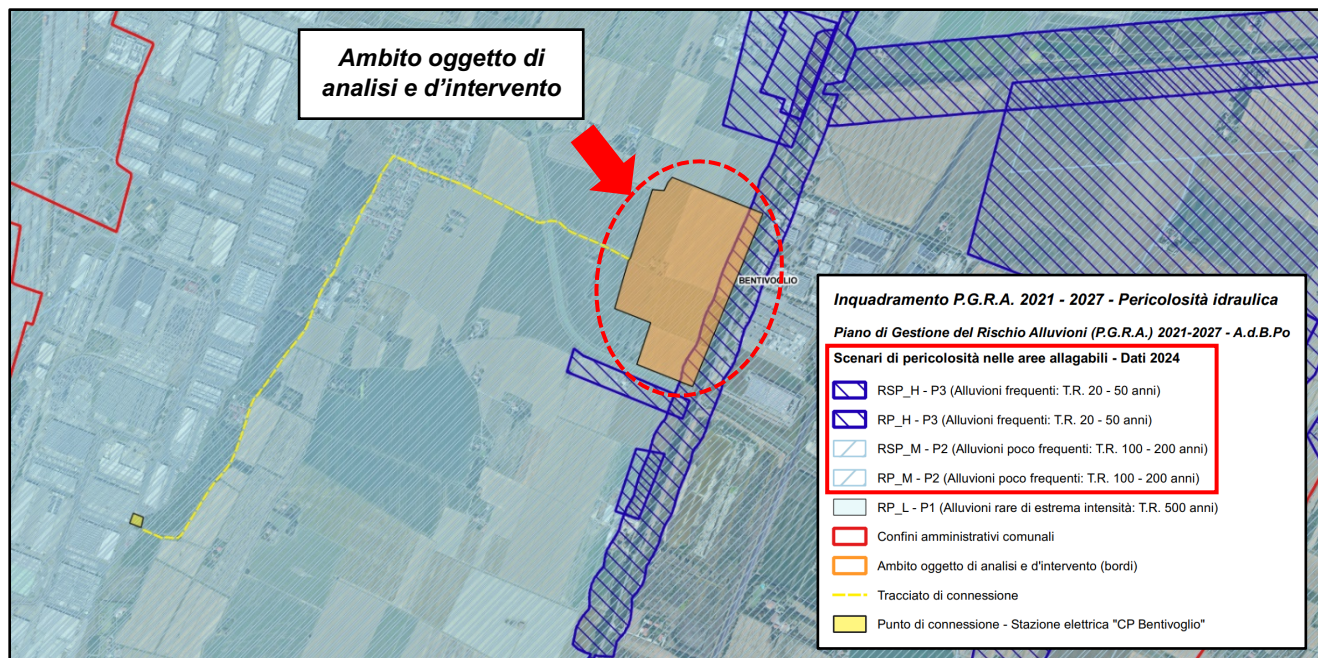 Ambito oggetto di
analisi e d'intervento
BENTIVOGLIO
Inquadramento P.G.R.A. 2021 - 2027 - Pericolosità idraulica
Piano di Gestione del Rischio Alluvioni (P.G.R.A.) 2021-2027 - A.d.B.Po
Scenari di pericolosità nelle aree allagabili - Dati 2024
RSP_H - P3 (Alluvioni frequenti: T.R. 20 - 50 anni)
RP_H - P3 (Alluvioni frequenti: T.R. 20 - 50 anni)
RSP_M - P2 (Alluvioni poco frequenti: T.R. 100 - 200 anni)
RP_M - P2 (Alluvioni poco frequenti: T.R. 100 - 200 anni)
RP_L - P1 (Alluvioni rare di estrema intensità: T.R. 500 anni)
Confini amministrativi comunali
Ambito oggetto di analisi e d'intervento (bordi)
Tracciato di connessione
Punto di connessione - Stazione elettrica "CP Bentivoglio"